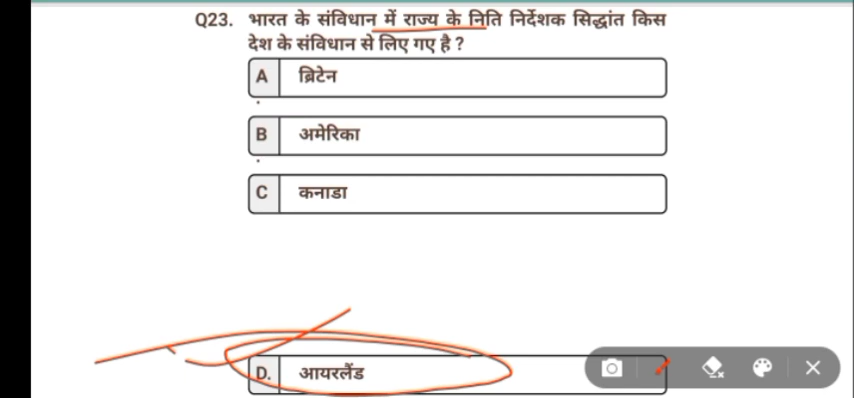 Q23. भारत के संविधान में राज्य के निति निर्देशक सिद्धांत किस
देश के संविधान से लिए गए है ?
A ब्रिटेन
B अमेरिका
C कनाडा
D. आयरलैंड